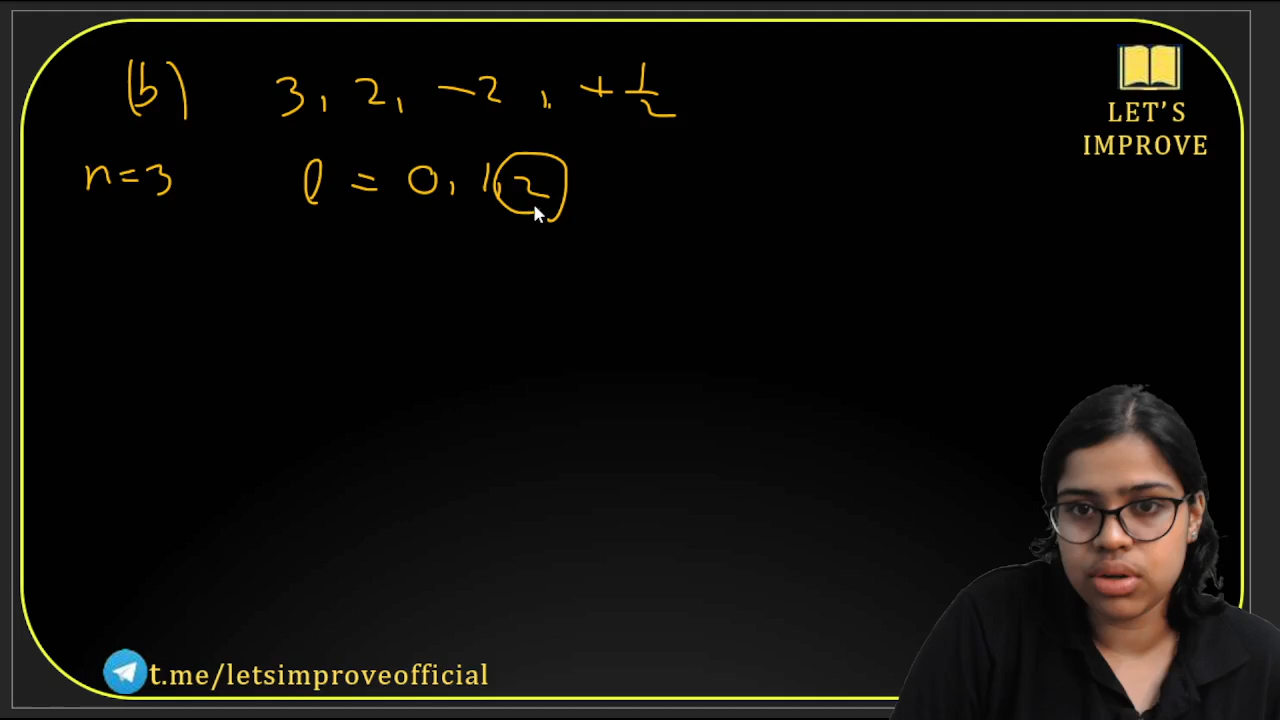 (b) 3, 2, -2, +1/2
n=3 l = 0, 1, 2
LET'S
IMPROVE
t.me/letsimproveofficial